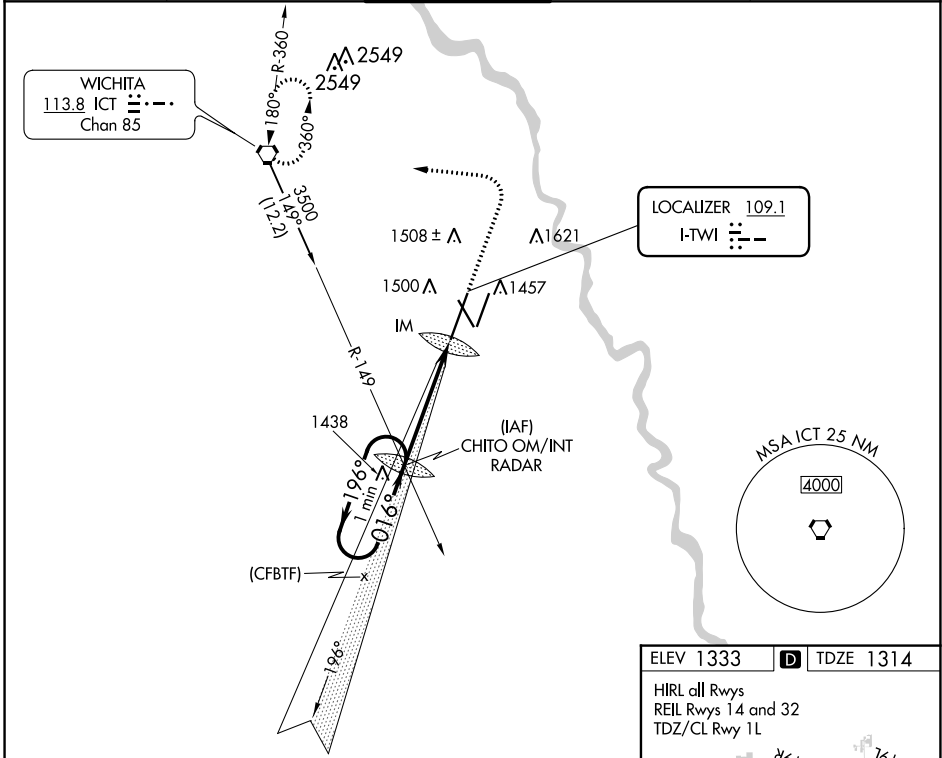 R-360
2549
2549
180°
360°
WICHITA
113.8 ICT
Chan 85
3500
149°
(12.2)
LOCALIZER 109.1
I-TWI
1508 ±
1621
1500
1457
IM
R-149
1438
(IAF)
CHITO OM/INT
RADAR
196°
1 min
016°
(CFBTF)
x
196°
MSA ICT 25 NM
4000
ELEV 1333 D TDZE 1314
HIRL all Rwys
REIL Rwys 14 and 32
TDZ/CL Rwy 1L